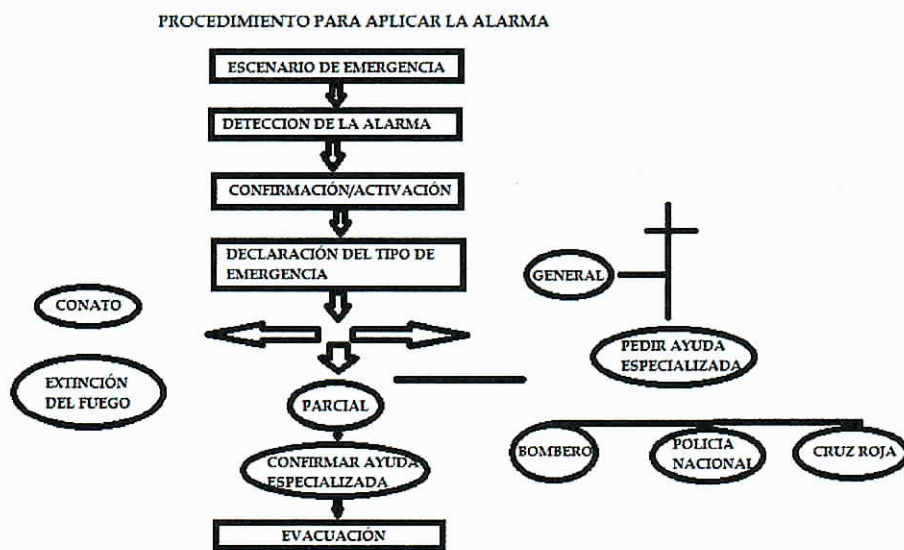 PROCEDIMIENTO PARA APLICAR LA ALARMA
ESCENARIO DE EMERGENCIA
DETECCION DE LA ALARMA
CONFIRMACIÓN/ACTIVACIÓN
DECLARACIÓN DEL TIPO DE
EMERGENCIA
GENERAL
CONATO
PEDIR AYUDA
ESPECIALIZADA
EXTINCIÓN
DEL FUEGO
PARCIAL
BOMBERO
POLICIA
NACIONAL
CRUZ ROJA
CONFIRMAR AYUDA
ESPECIALIZADA
EVACUACIÓN